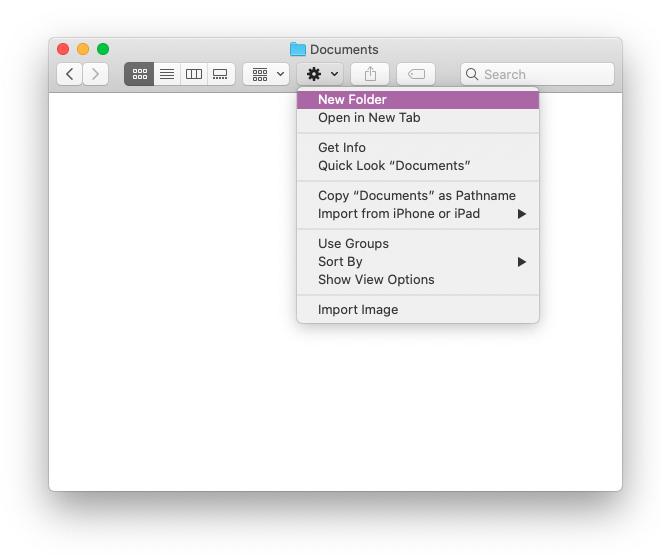 Documents
Search
New Folder
Open in New Tab
Get Info
Quick Look “Documents”
Copy “Documents” as Pathname
Import from iPhone or iPad
Use Groups
Sort By
Show View Options
Import Image